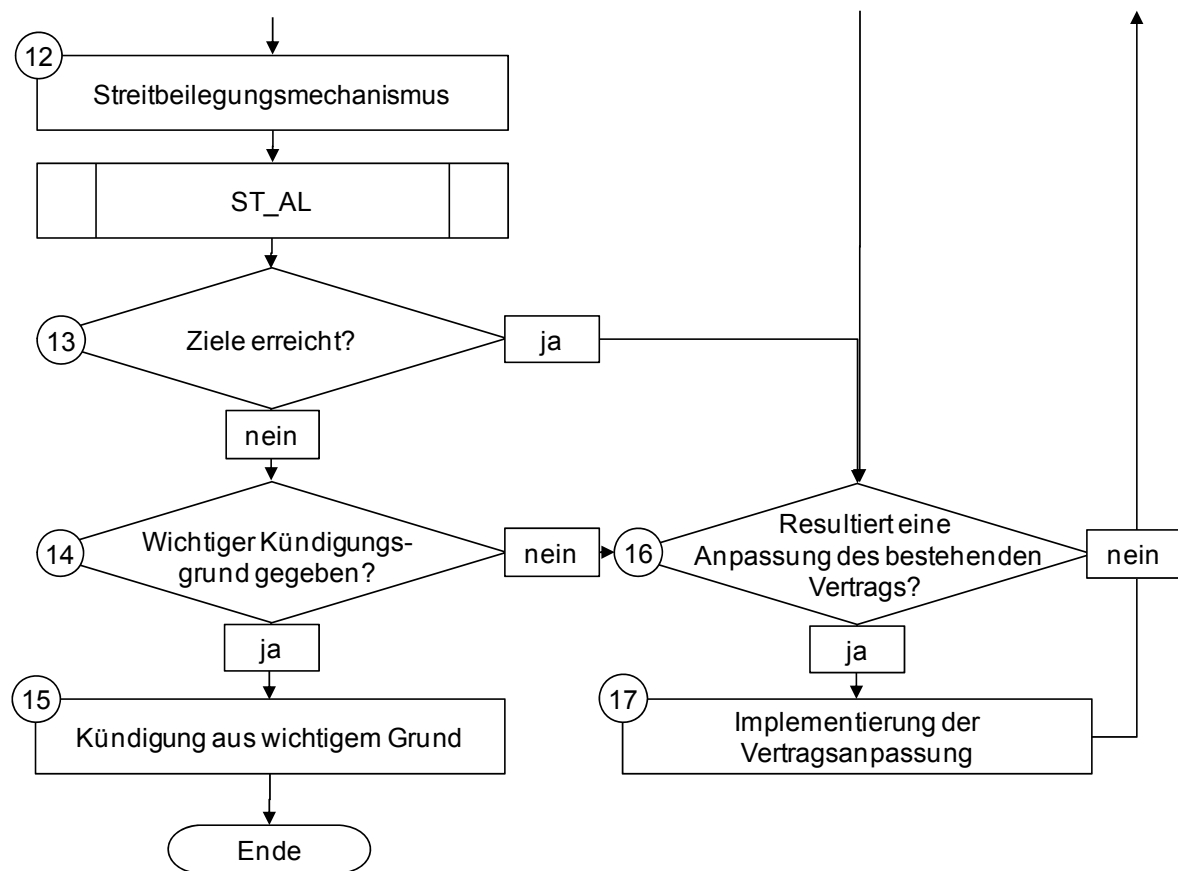 12
Streitbeilegungsmechanismus
ST_AL
13
Ziele erreicht?
ja
nein
14
Wichtiger Kündigungs-
grund gegeben?
nein
16
Resultiert eine
Anpassung des bestehenden
Vertrags?
nein
ja
ja
15
Kündigung aus wichtigem Grund
17
Implementierung der
Vertragsanpassung
Ende